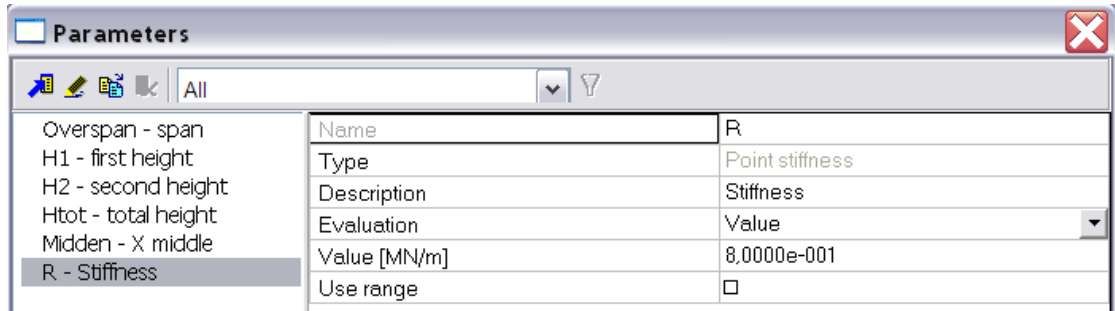 Parameters
All
Overspan - span
H1 - first height
H2 - second height
Htot - total height
Midden - X middle
R - Stiffness
Name R
Type Point stiffness
Description Stiffness
Evaluation Value
Value [MN/m] 8,0000e-001
Use range